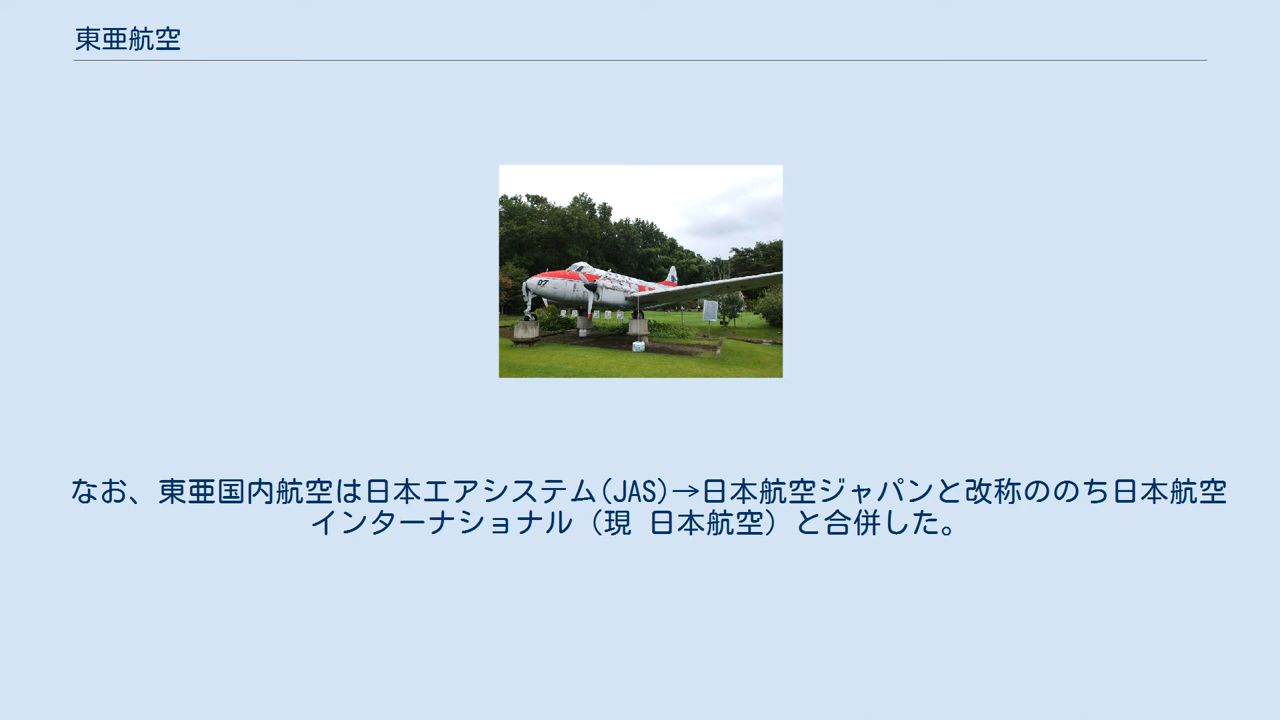 東亜航空
07
なお、東亜国内航空は日本エアシステム(JAS)→日本航空ジャパンと改称ののち日本航空
インターナショナル（現 日本航空）と合併した。